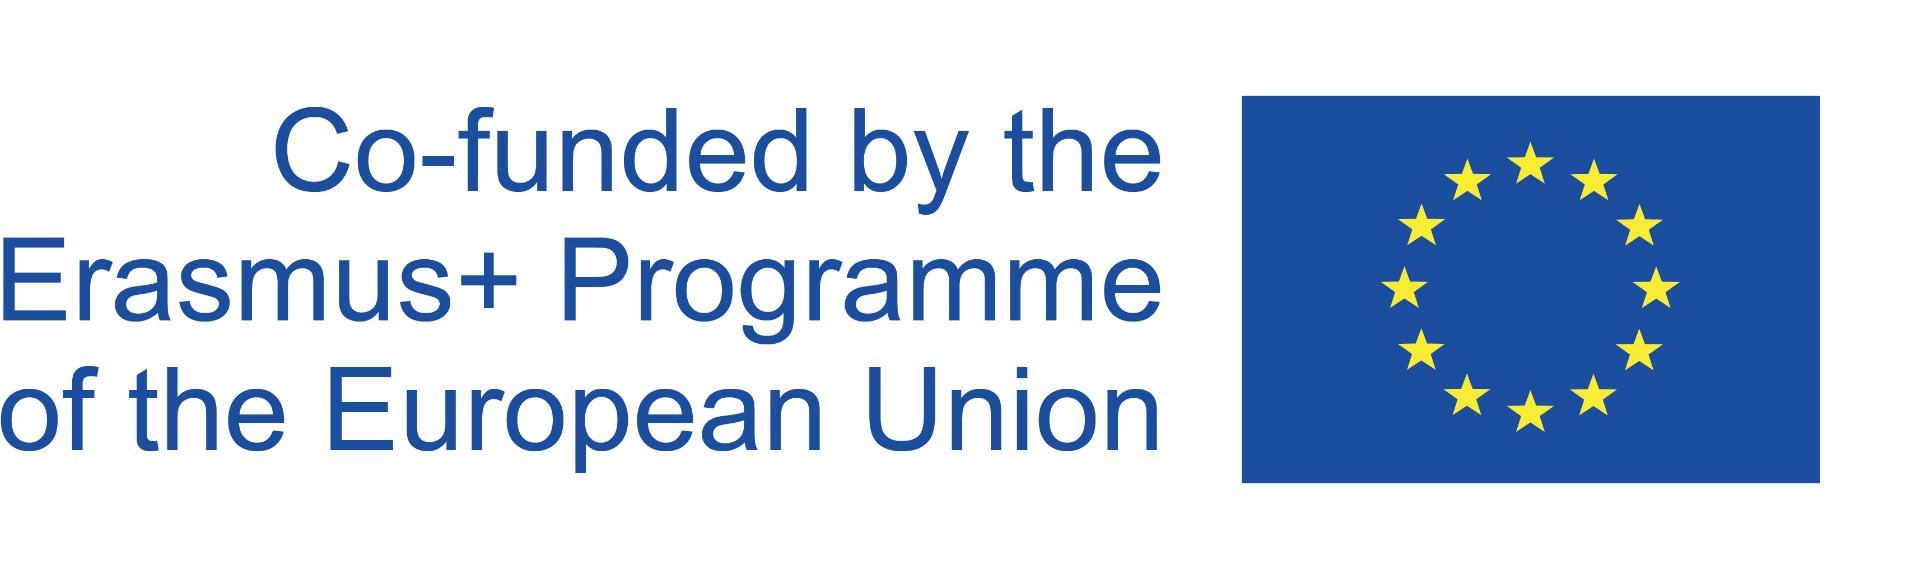 Co-funded by the
Erasmus+ Programme
of the European Union